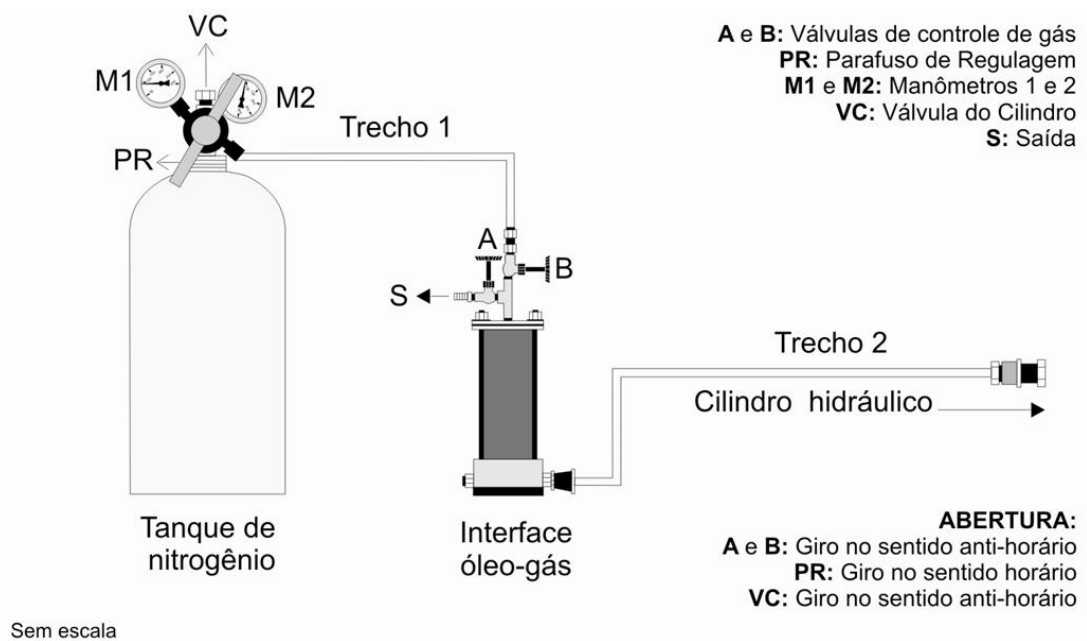 VC
M1
M2
PR
Trecho 1
A e B: Válvulas de controle de gás
PR: Parafuso de Regulagem
M1 e M2: Manômetros 1 e 2
VC: Válvula do Cilindro
S: Saída
A
B
S
Trecho 2
Cilindro hidráulico
Tanque de
nitrogênio
Interface
óleo-gás
ABERTURA:
A e B: Giro no sentido anti-horário
PR: Giro no sentido horário
VC: Giro no sentido anti-horário
Sem escala